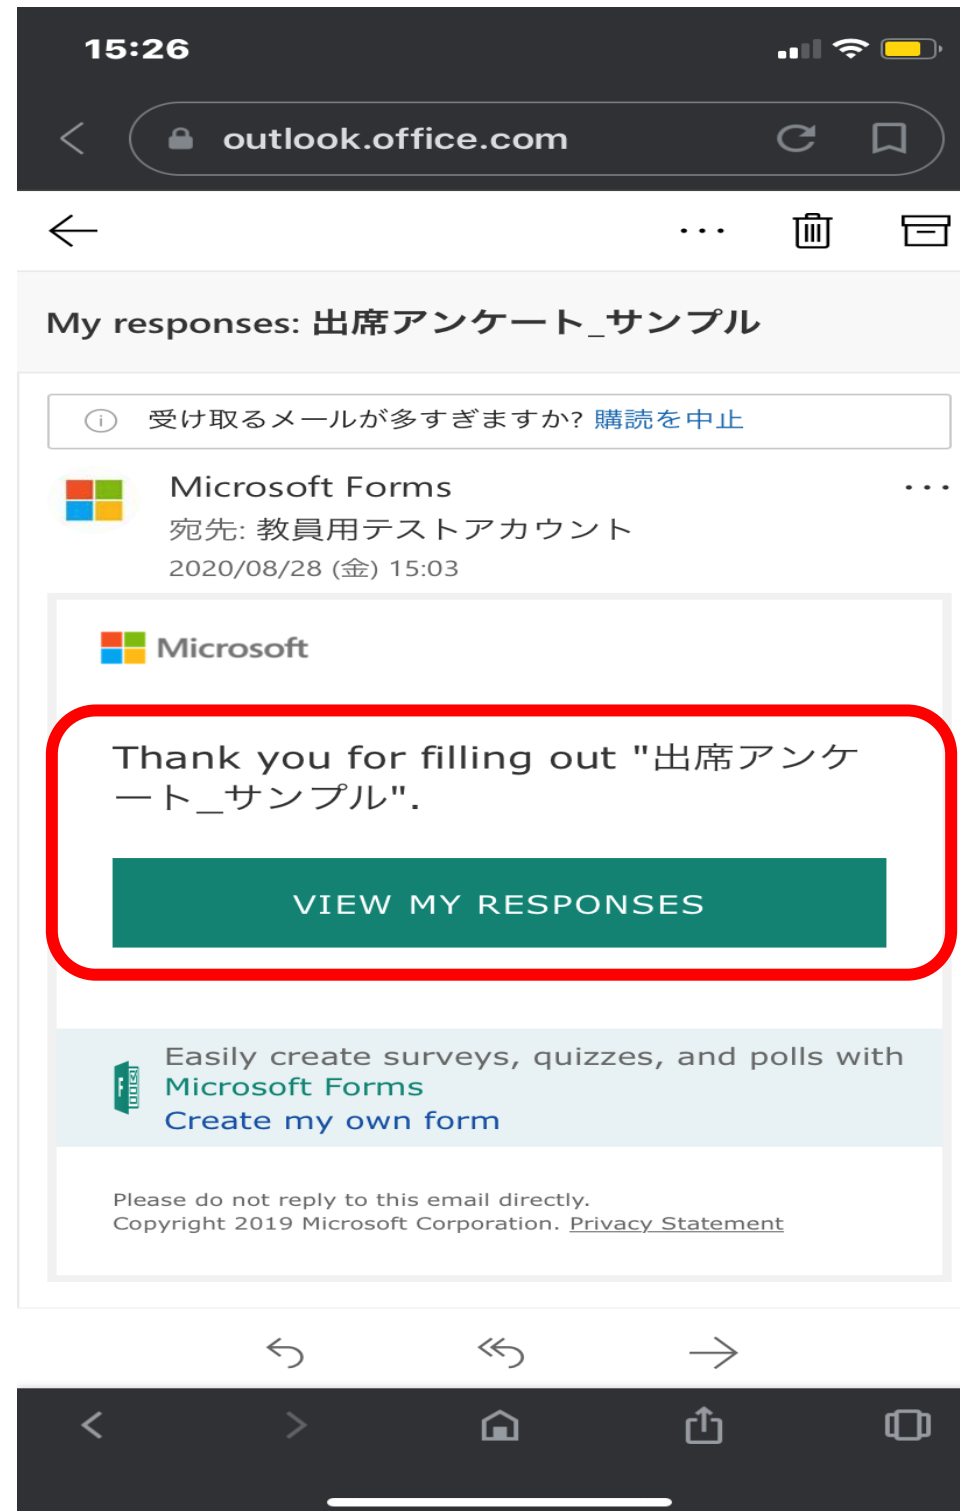 15:26
outlook.office.com
My responses: 出席アンケート_サンプル
受け取るメールが多すぎますか? 購読を中止
Microsoft Forms
宛先: 教員用テストアカウント
2020/08/28 (金) 15:03
Microsoft
Thank you for filling out "出席アンケ
ート_サンプル".
VIEW MY RESPONSES
Easily create surveys, quizzes, and polls with
Microsoft Forms
Create my own form
Please do not reply to this email directly.
Copyright 2019 Microsoft Corporation. Privacy Statement